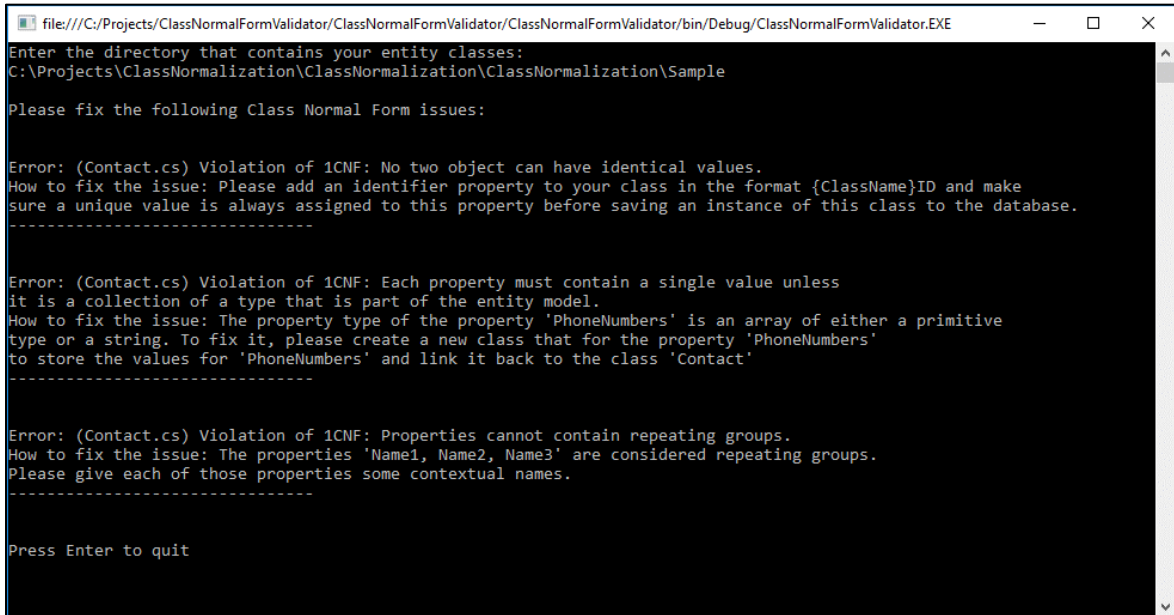 file:///C:/Projects/ClassNormalFormValidator/ClassNormalFormValidator/ClassNormalFormValidator/bin/Debug/ClassNormalFormValidator.EXE
Enter the directory that contains your entity classes:
C:\Projects\ClassNormalization\ClassNormalization\ClassNormalization\Sample
Please fix the following Class Normal Form issues:
Error: (Contact.cs) Violation of 1CNF: No two object can have identical values.
How to fix the issue: Please add an identifier property to your class in the format {ClassName}ID and make
sure a unique value is always assigned to this property before saving an instance of this class to the database.
--------------------------------
Error: (Contact.cs) Violation of 1CNF: Each property must contain a single value unless
it is a collection of a type that is part of the entity model.
How to fix the issue: The property type of the property 'PhoneNumbers' is an array of either a primitive
type or a string. To fix it, please create a new class that for the property 'PhoneNumbers'
to store the values for 'PhoneNumbers' and link it back to the class 'Contact'
--------------------------------
Error: (Contact.cs) Violation of 1CNF: Properties cannot contain repeating groups.
How to fix the issue: The properties 'Name1, Name2, Name3' are considered repeating groups.
Please give each of those properties some contextual names.
--------------------------------
Press Enter to quit